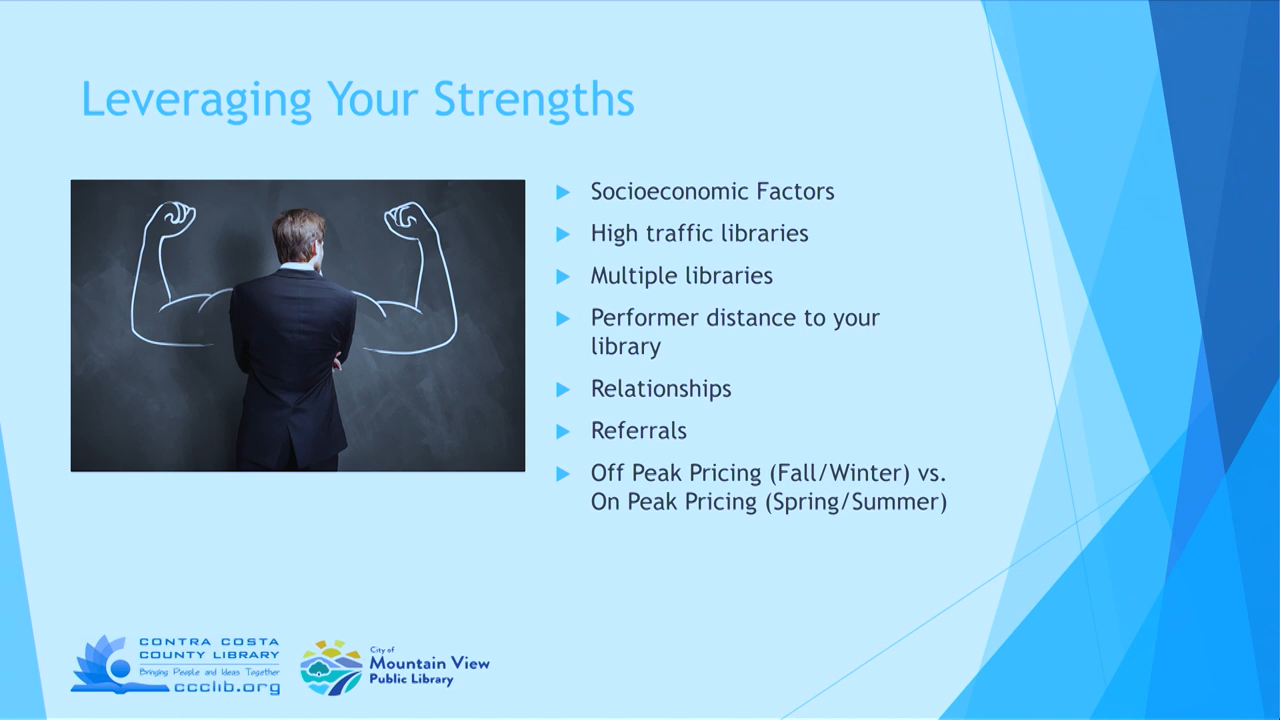 Leveraging Your Strengths
Socioeconomic Factors
High traffic libraries
Multiple libraries
Performer distance to your
library
Relationships
Referrals
Off Peak Pricing (Fall/Winter) vs.
On Peak Pricing (Spring/Summer)
CONTRA COSTA
COUNTY LIBRARY
Bringing People and Ideas Together
ccclib.org
City of
Mountain View
Public Library